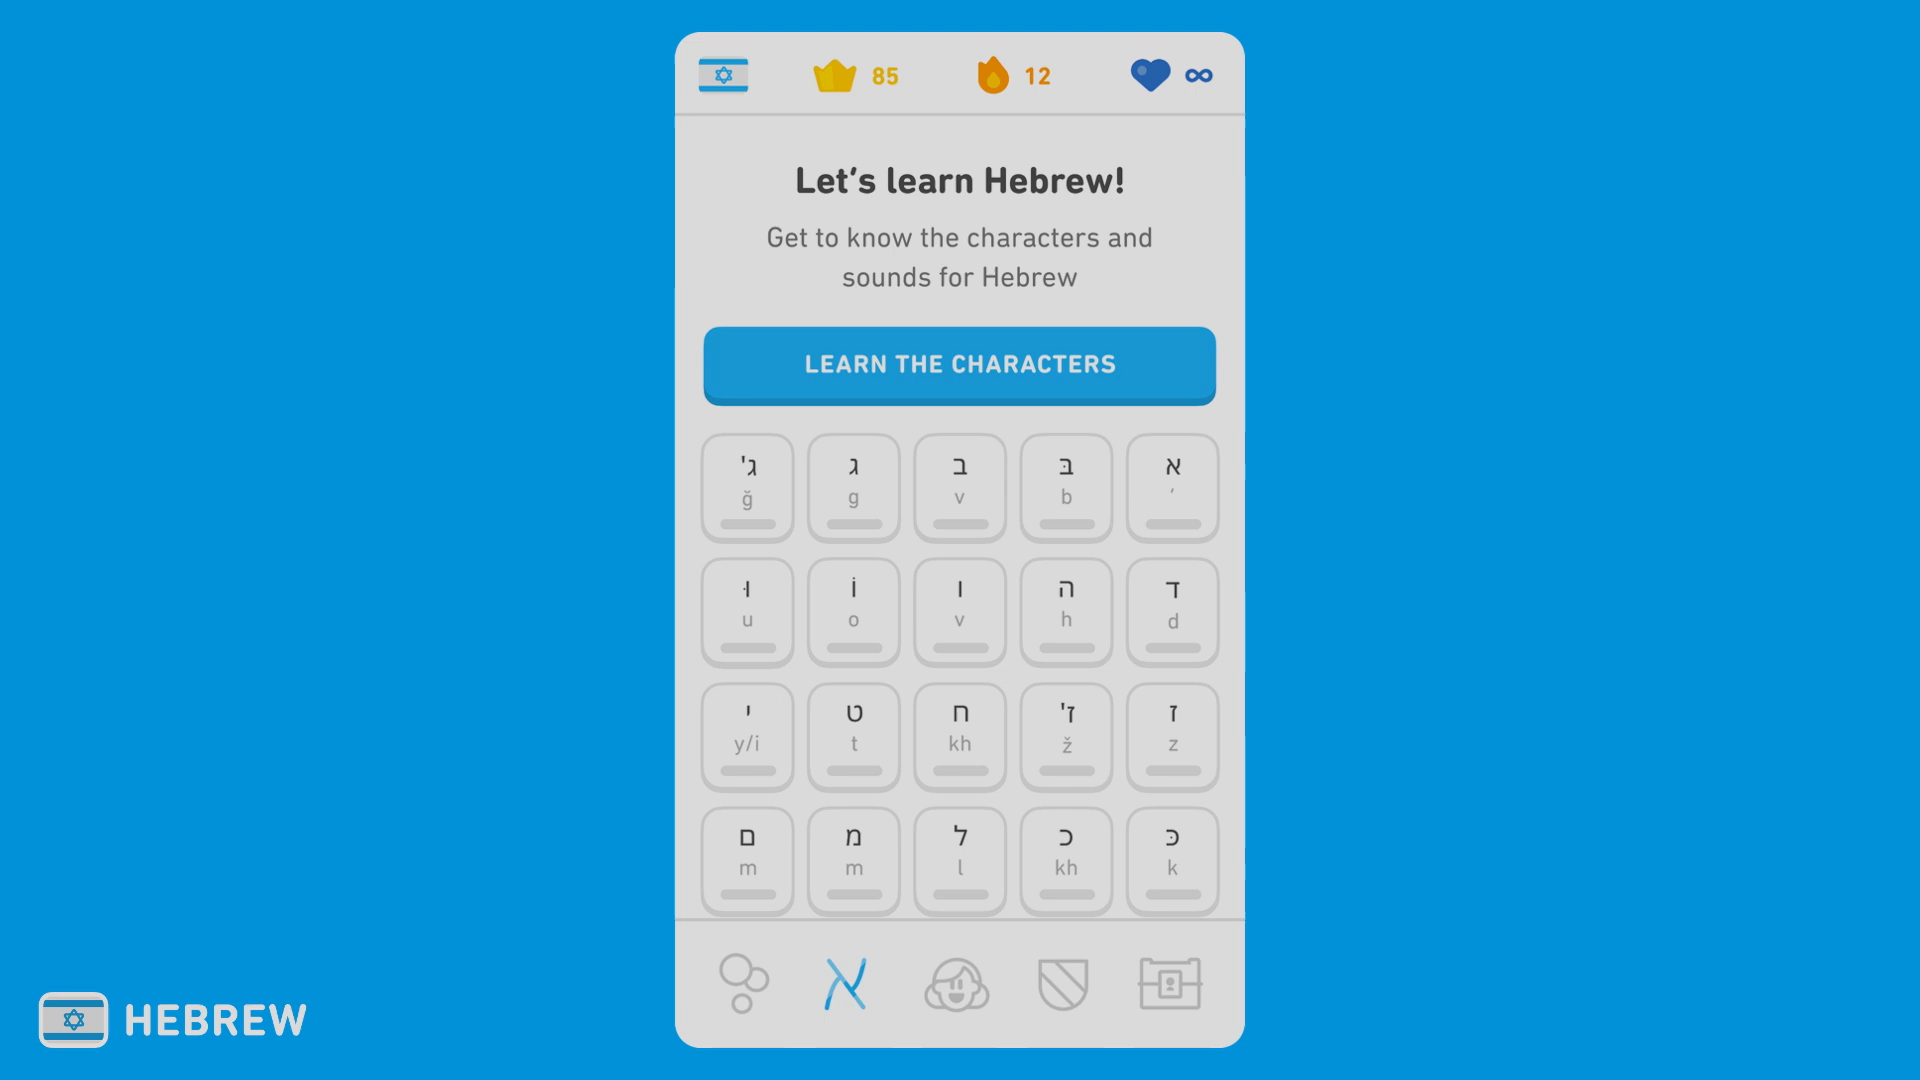 85 12 ∞
Let's learn Hebrew!
Get to know the characters and
sounds for Hebrew
LEARN THE CHARACTERS
א בּ ב ג ג'
׳ b v g ğ
ד ה ו וֹ וּ
d h v o u
ז ז' ח ט י
z ž kh t y/i
כּ כ ל מ ם
k kh l m m
HEBREW